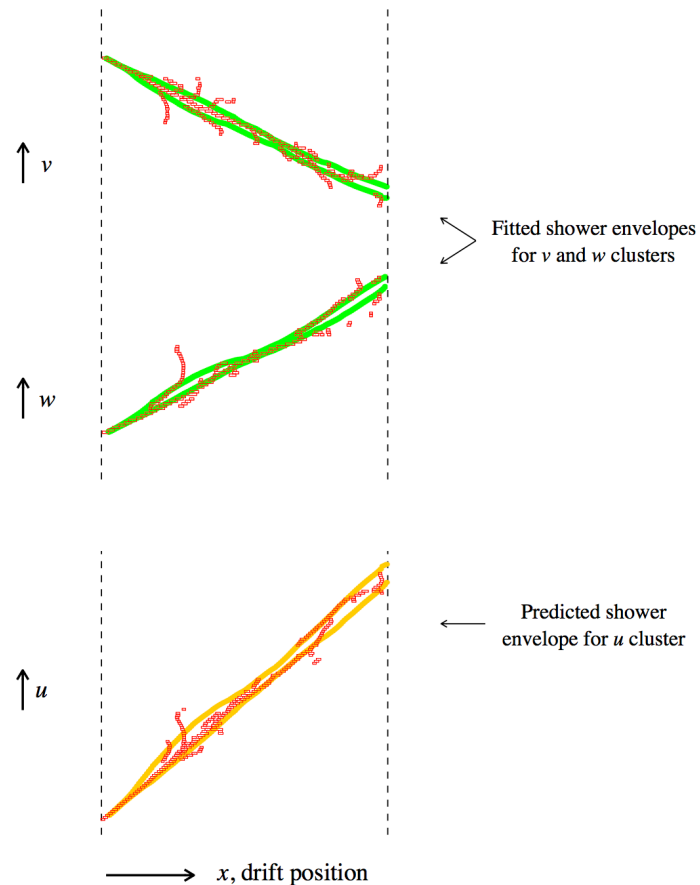 v
Fitted shower envelopes
for v and w clusters
w
Predicted shower
envelope for u cluster
u
x, drift position